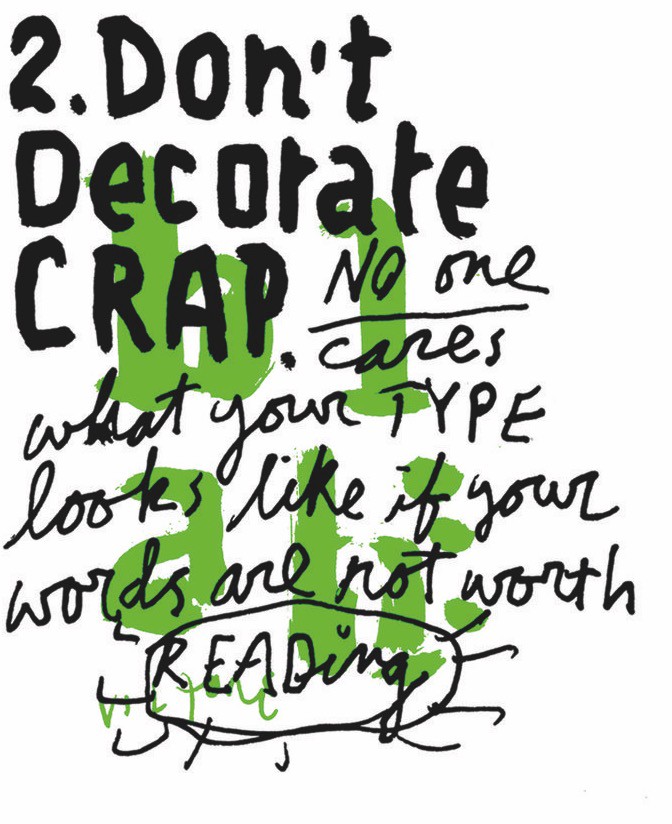 2. Don't
Decorate
CRAP. NO one
cares
what your TYPE
looks like if your
words are not worth
READing
bl
ah: